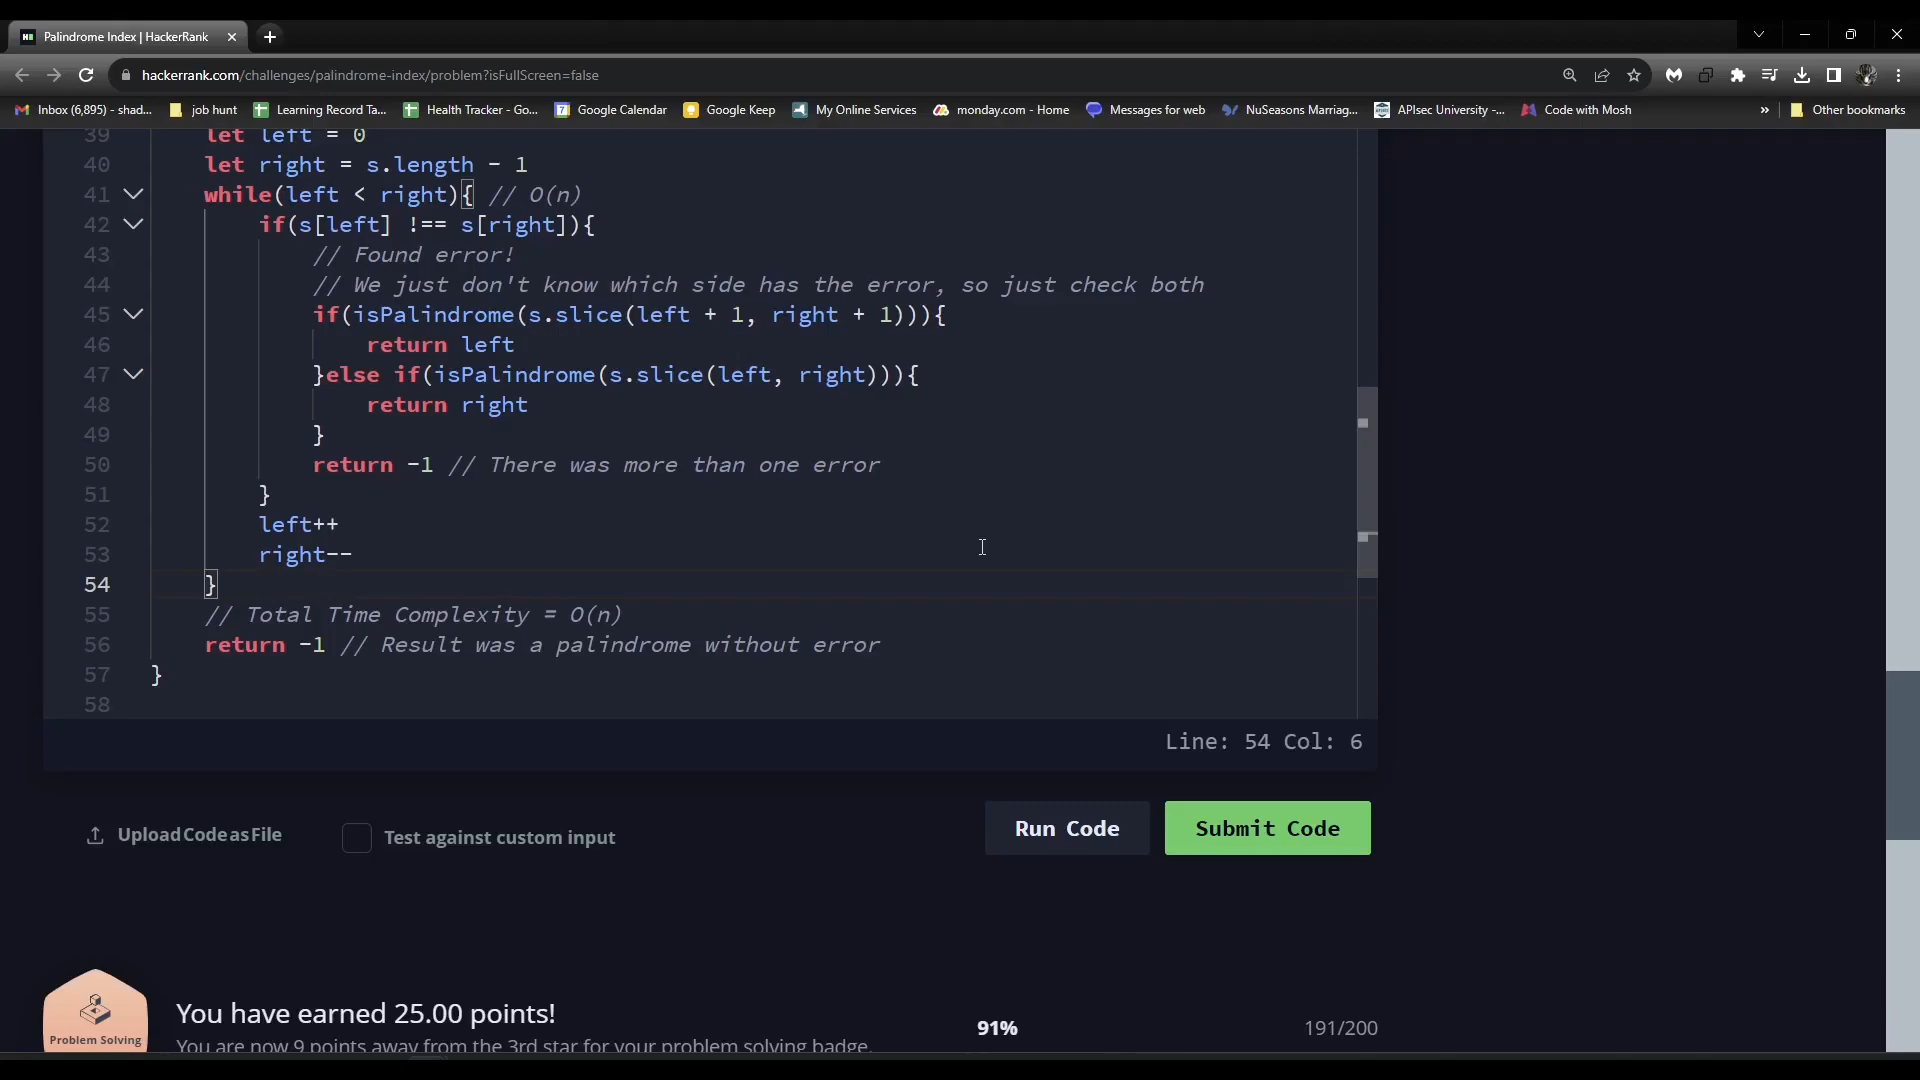 Palindrome Index | HackerRank
hackerrank.com/challenges/palindrome-index/problem?isFullScreen=false
Inbox (6,895) - shad... job hunt Learning Record Ta... Health Tracker - Go... Google Calendar Google Keep My Online Services monday.com - Home Messages for web NuSeasons Marriag... APIsec University -... Code with Mosh » Other bookmarks
39 let left = 0
40 let right = s.length - 1
41 while(left < right){ // O(n)
42 if(s[left] !== s[right]){
43 // Found error!
44 // We just don't know which side has the error, so just check both
45 if(isPalindrome(s.slice(left + 1, right + 1))){
46 return left
47 }else if(isPalindrome(s.slice(left, right))){
48 return right
49 }
50 return -1 // There was more than one error
51 }
52 left++
53 right--
54 }
55 // Total Time Complexity = O(n)
56 return -1 // Result was a palindrome without error
57 }
58
Line: 54 Col: 6
Upload Code as File Test against custom input Run Code Submit Code
You have earned 25.00 points!
91% 191/200
Problem Solving
You are now 9 points away from the 3rd star for your problem solving badge.